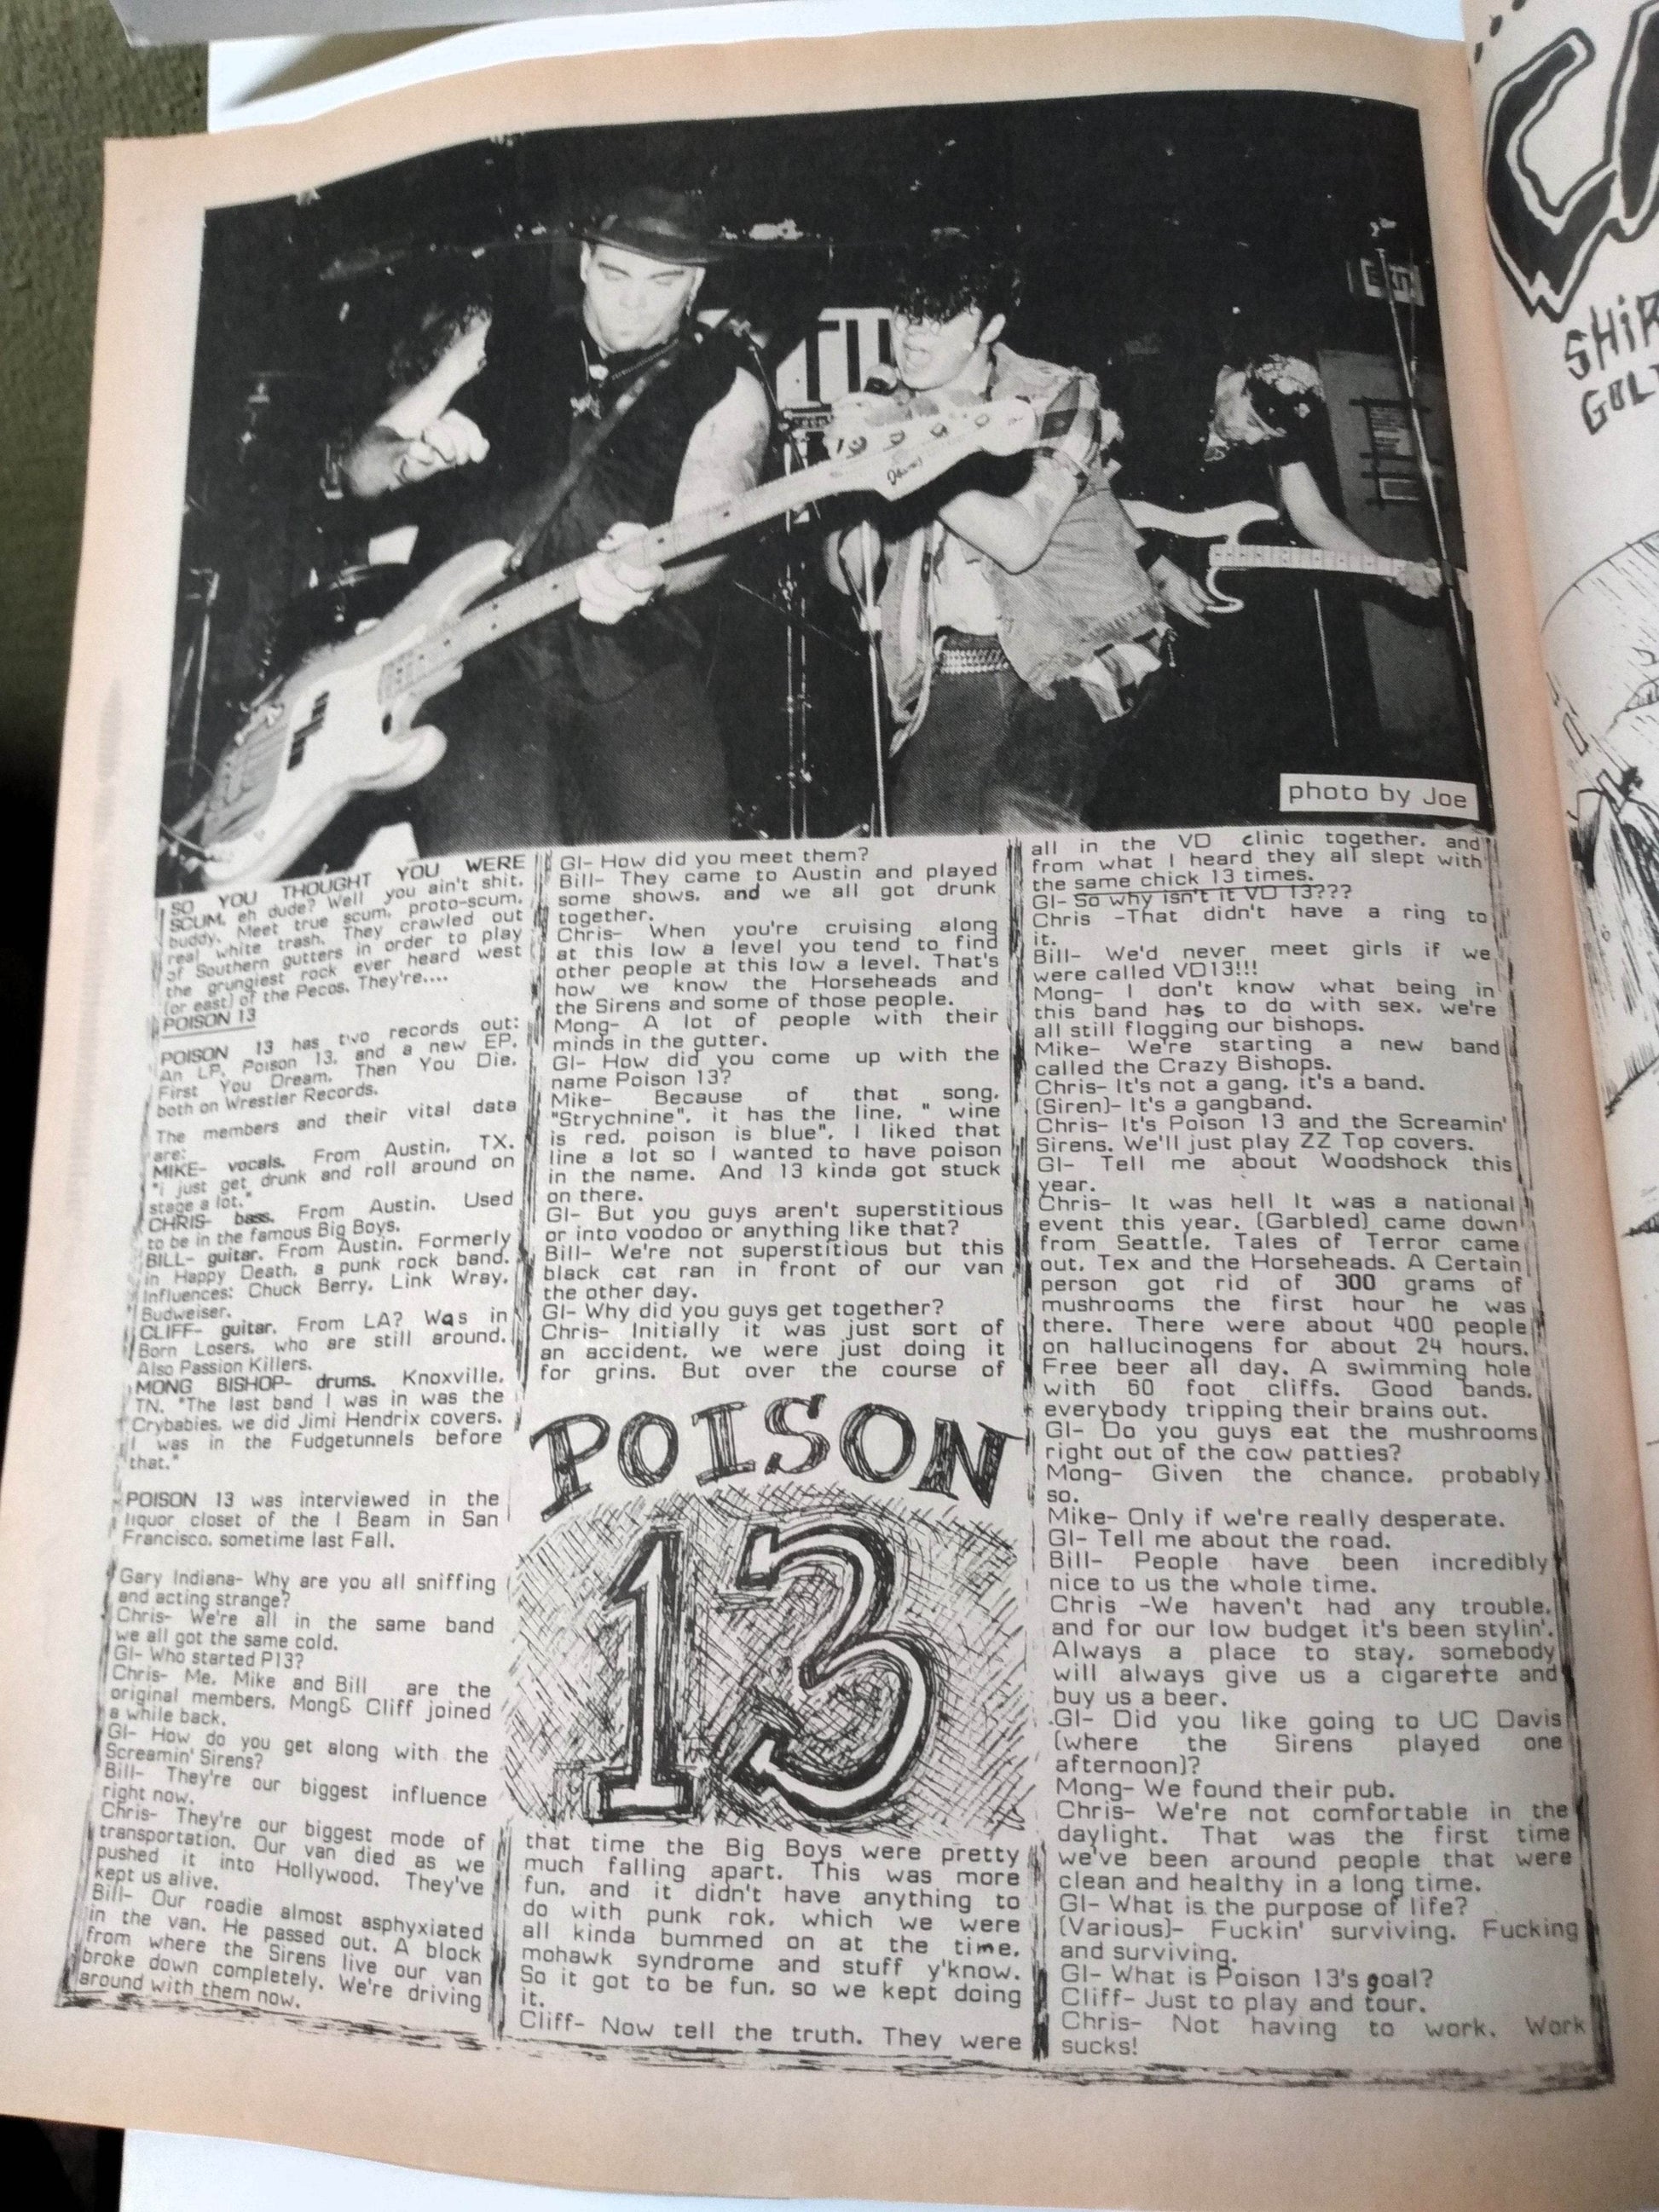 EXIT
photo by Joe
SO YOU THOUGHT YOU WERE
SCUM, eh dude? Well you ain't shit,
buddy. Meet true scum, proto-scum,
real white trash. They crawled out
of Southern gutters in order to play
the grungiest rock ever heard west
(or east) of the Pecos. They're....
POISON 13
POISON 13 has two records out:
An LP, Poison 13, and a new EP,
First You Dream, Then You Die,
both on Wrestler Records.
The members and their vital data
are:
MIKE- vocals. From Austin, TX.
"I just get drunk and roll around on
stage a lot."
CHRIS- bass. From Austin. Used
to be in the famous Big Boys.
BILL- guitar. From Austin. Formerly
in Happy Death, a punk rock band.
Influences: Chuck Berry, Link Wray,
Budweiser.
CLIFF- guitar. From LA? Was in
Born Losers, who are still around.
Also Passion Killers.
MONG BISHOP- drums. Knoxville,
TN. "The last band I was in was the
Crybabies, we did Jimi Hendrix covers.
I was in the Fudgetunnels before
that."
POISON 13 was interviewed in the
liquor closet of the I Beam in San
Francisco, sometime last Fall.
Gary Indiana- Why are you all sniffing
and acting strange?
Chris- We're all in the same band
we all got the same cold.
GI- Who started P13?
Chris- Me, Mike and Bill are the
original members, Mong& Cliff joined
a while back.
GI- How do you get along with the
Screamin' Sirens?
Bill- They're our biggest influence
right now.
Chris- They're our biggest mode of
transportation. Our van died as we
pushed it into Hollywood. They've
kept us alive.
Bill- Our roadie almost asphyxiated
in the van. He passed out. A block
from where the Sirens live our van
broke down completely. We're driving
around with them now.
GI- How did you meet them?
Bill- They came to Austin and played
some shows, and we all got drunk
together.
Chris- When you're cruising along
at this low a level you tend to find
other people at this low a level. That's
how we know the Horseheads and
the Sirens and some of those people.
Mong- A lot of people with their
minds in the gutter.
GI- How did you come up with the
name Poison 13?
Mike- Because of that song,
"Strychnine", it has the line, " wine
is red, poison is blue". I liked that
line a lot so I wanted to have poison
in the name. And 13 kinda got stuck
on there.
GI- But you guys aren't superstitious
or into voodoo or anything like that?
Bill- We're not superstitious but this
black cat ran in front of our van
the other day.
GI- Why did you guys get together?
Chris- Initially it was just sort of
an accident, we were just doing it
for grins. But over the course of
POISON
13
that time the Big Boys were pretty
much falling apart. This was more
fun, and it didn't have anything to
do with punk rok, which we were
all kinda bummed on at the time,
mohawk syndrome and stuff y'know.
So it got to be fun, so we kept doing
it.
Cliff- Now tell the truth. They were
all in the VD clinic together, and
from what I heard they all slept with
the same chick 13 times.
GI- So why isn't it VD 13???
Chris -That didn't have a ring to
it.
Bill- We'd never meet girls if we
were called VD13!!!
Mong- I don't know what being in
this band has to do with sex, we're
all still flogging our bishops.
Mike- We're starting a new band
called the Crazy Bishops.
Chris- It's not a gang, it's a band.
(Siren)- It's a gangband.
Chris- It's Poison 13 and the Screamin'
Sirens. We'll just play ZZ Top covers.
GI- Tell me about Woodshock this
year.
Chris- It was hell It was a national
event this year. (Garbled) came down
from Seattle, Tales of Terror came
out, Tex and the Horseheads. A Certain
person got rid of 300 grams of
mushrooms the first hour he was
there. There were about 400 people
on hallucinogens for about 24 hours.
Free beer all day. A swimming hole
with 60 foot cliffs. Good bands,
everybody tripping their brains out.
GI- Do you guys eat the mushrooms
right out of the cow patties?
Mong- Given the chance, probably
so.
Mike- Only if we're really desperate.
GI- Tell me about the road.
Bill- People have been incredibly
nice to us the whole time.
Chris -We haven't had any trouble,
and for our low budget it's been stylin'.
Always a place to stay, somebody
will always give us a cigarette and
buy us a beer.
GI- Did you like going to UC Davis
(where the Sirens played one
afternoon)?
Mong- We found their pub.
Chris- We're not comfortable in the
daylight. That was the first time
we've been around people that were
clean and healthy in a long time.
GI- What is the purpose of life?
(Various)- Fuckin' surviving. Fucking
and surviving.
GI- What is Poison 13's goal?
Cliff- Just to play and tour.
Chris- Not having to work. Work
sucks!